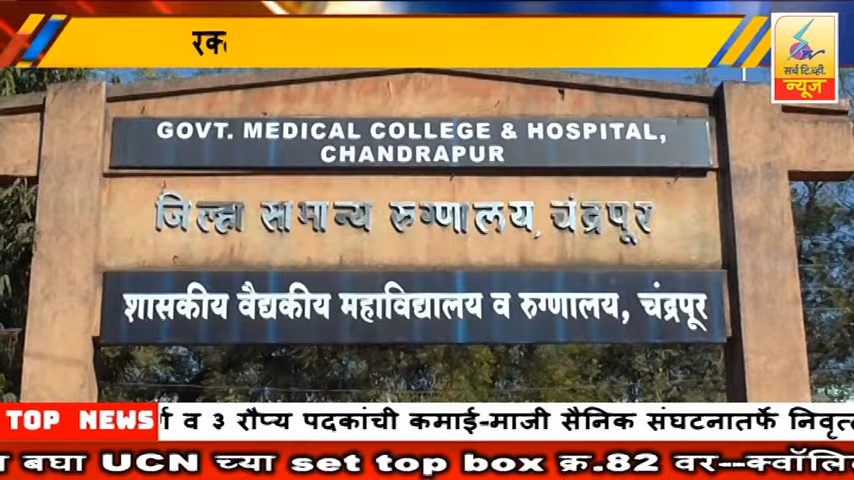 सर्च टि.व्ही.
न्यूज
GOVT. MEDICAL COLLEGE & HOSPITAL,
CHANDRAPUR
जिल्हा सामान्य रुग्णालय, चंद्रपूर
शासकीय वैद्यकीय महाविद्यालय व रुग्णालय, चंद्रपूर
TOP NEWS
व ३ रौप्य पदकांची कमाई-माजी सैनिक संघटनातर्फे
बघा UCN च्या set top box क्र.82 वर--